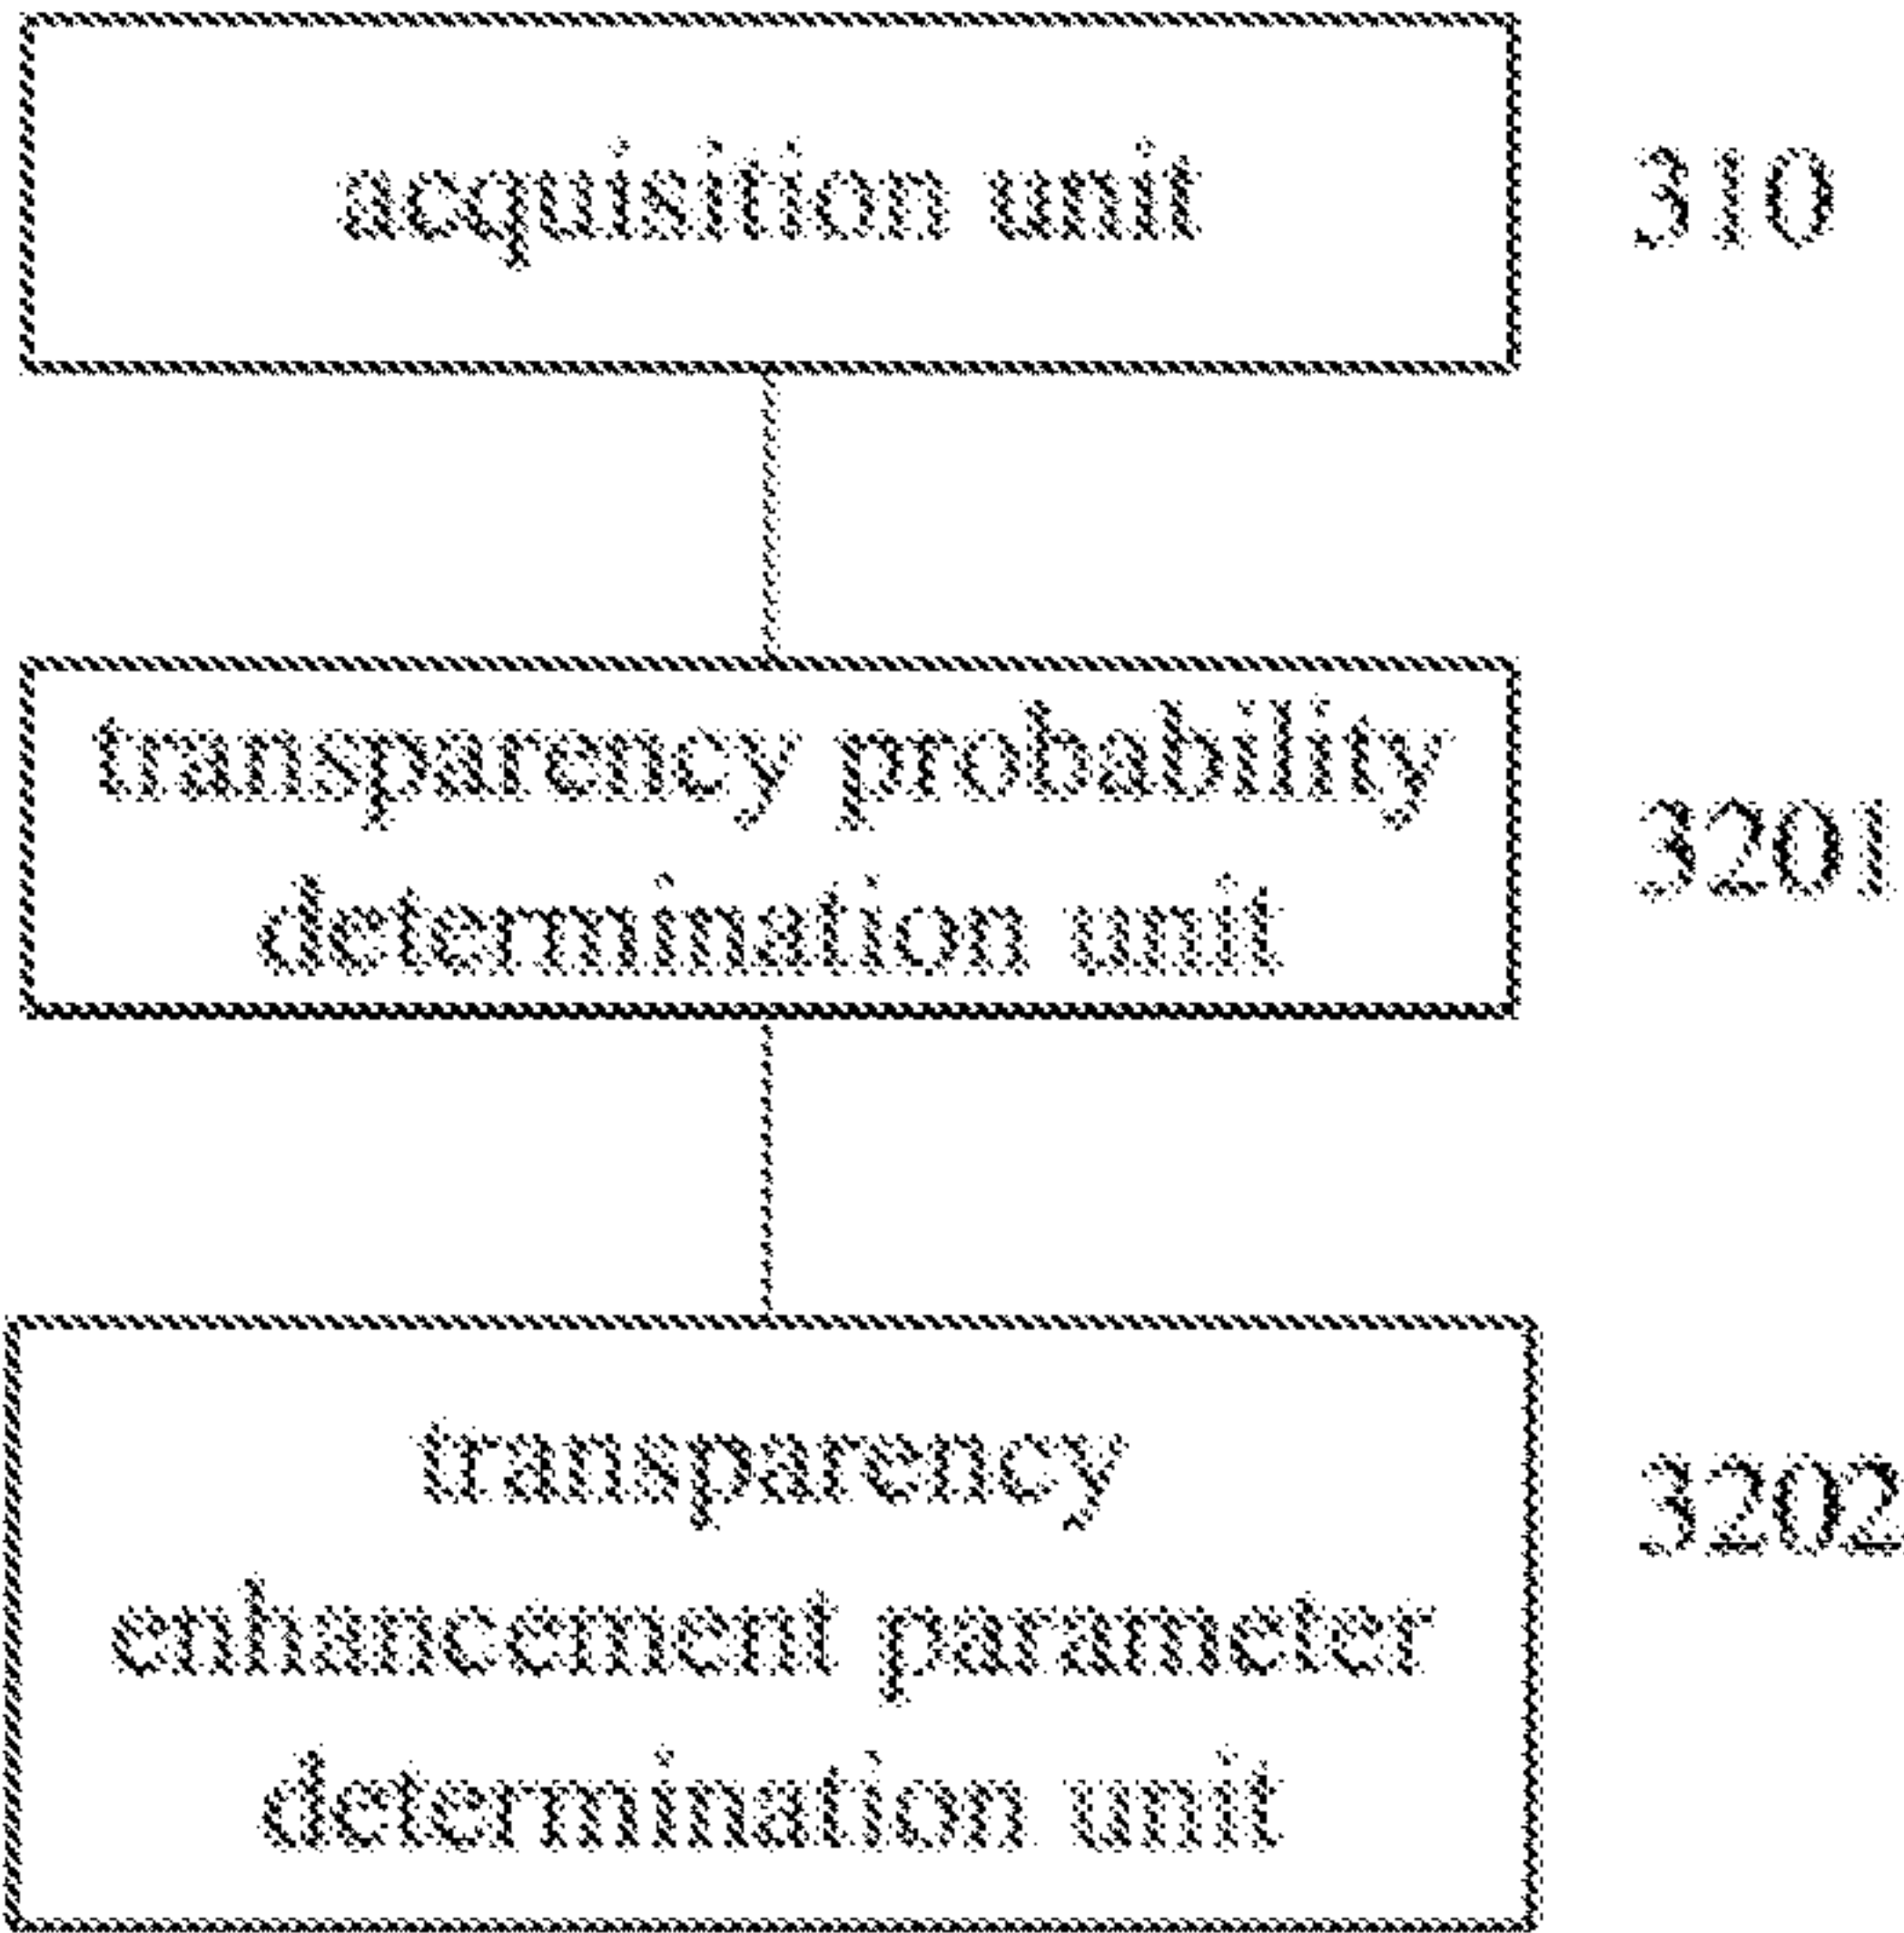 acquisition unit
310
transparency probability
determination unit
3201
transparency
enhancement parameter
determination unit
3202